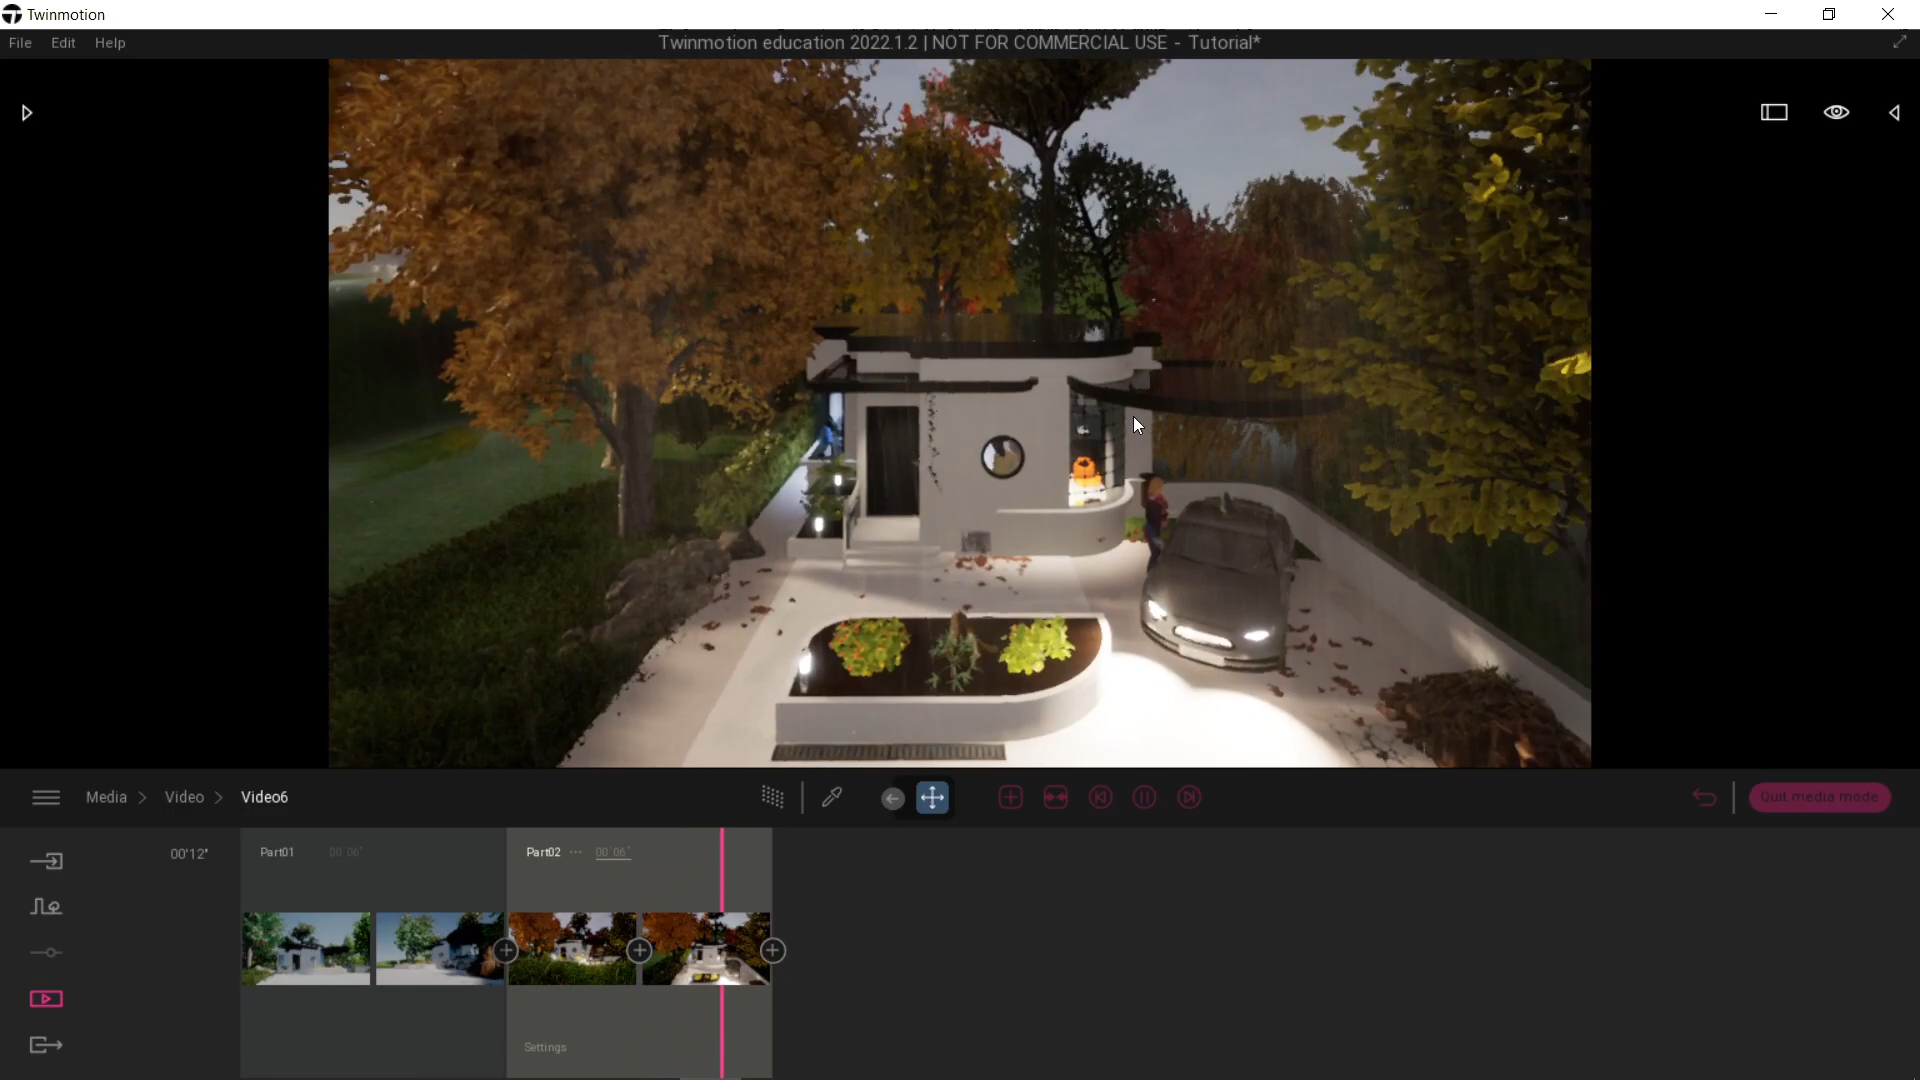 Twinmotion
File Edit Help
Twinmotion education 2022.1.2 | NOT FOR COMMERCIAL USE - Tutorial*
Media > Video > Video6
Quit media mode
00'12"
Part01 00'06"
Part02 ··· 00'06"
Settings